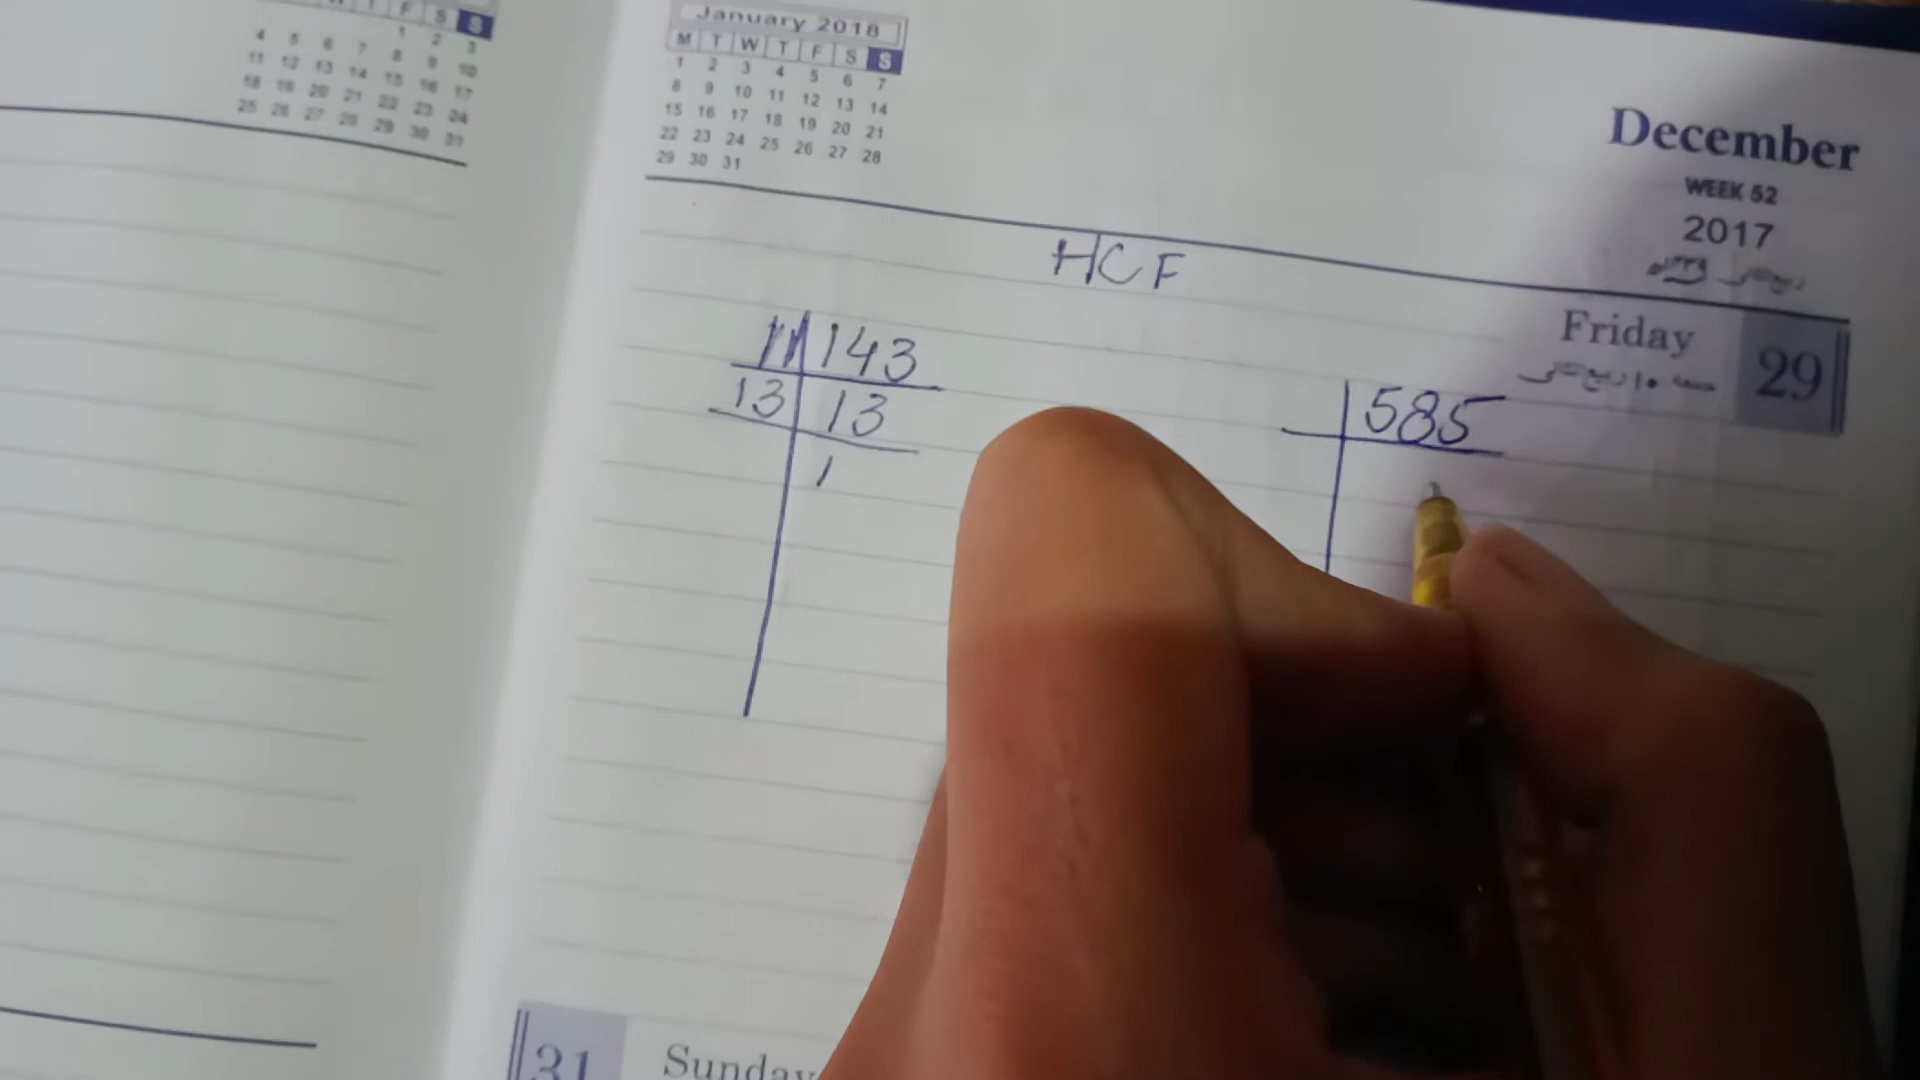 F S S
1 2 3
4 5 6 7 8 9 10
11 12 13 14 15 16 17
18 19 20 21 22 23 24
25 26 27 28 29 30 31
January 2018
M T W T F S S
1 2 3 4 5 6 7
8 9 10 11 12 13 14
15 16 17 18 19 20 21
22 23 24 25 26 27 28
29 30 31
December
WEEK 52
2017
HCF
Friday 29
11 143
13 13
1
585
31 Sunday